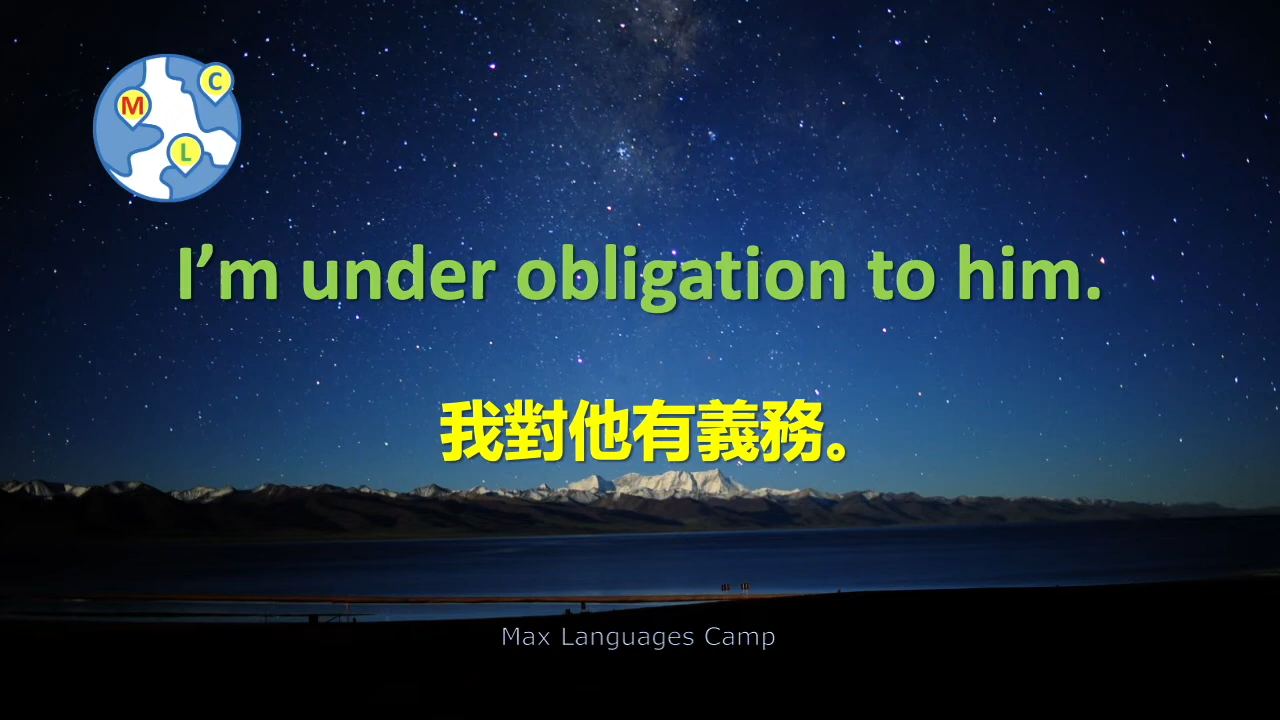 M
C
L
I’m under obligation to him.
我對他有義務。
Max Languages Camp